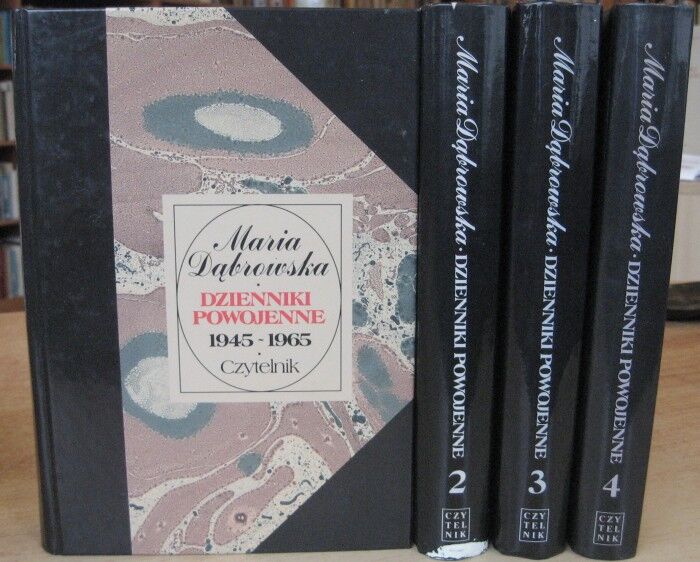 Maria
Dąbrowska
DZIENNIKI
POWOJENNE
1945-1965
Czytelnik
Maria Dąbrowska · DZIENNIKI POWOJENNE 2
CZY
TEL
NIK
Maria Dąbrowska · DZIENNIKI POWOJENNE 3
CZY
TEL
NIK
Maria Dąbrowska · DZIENNIKI POWOJENNE 4
CZY
TEL
NIK